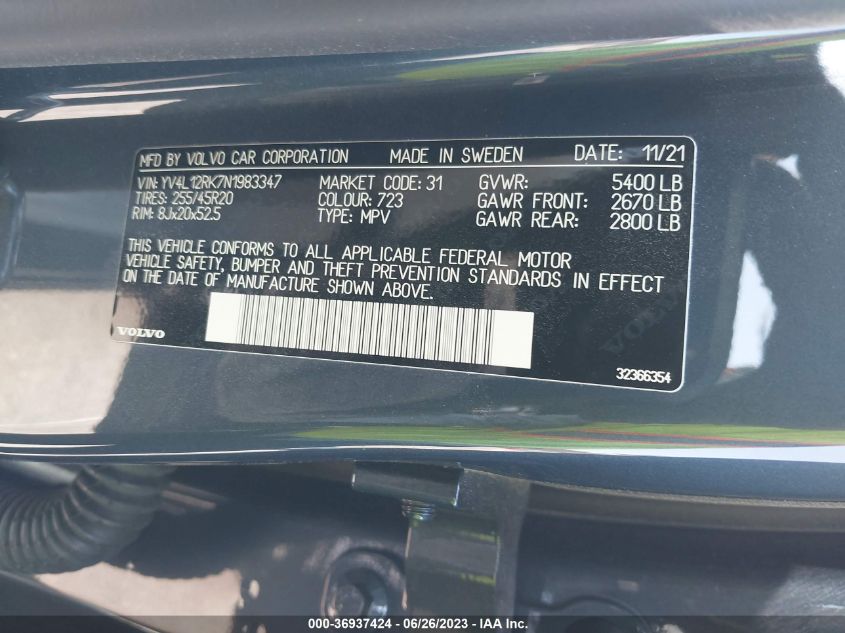 MFD BY VOLVO CAR CORPORATION MADE IN SWEDEN DATE: 11/21
VIN: YV4L12RK7N1983347 MARKET CODE: 31 GVWR: 5400 LB
TIRES: 255/45R20 COLOUR: 723 GAWR FRONT: 2670 LB
RIM: 8Jx20x52.5 TYPE: MPV GAWR REAR: 2800 LB
THIS VEHICLE CONFORMS TO ALL APPLICABLE FEDERAL MOTOR
VEHICLE SAFETY, BUMPER AND THEFT PREVENTION STANDARDS IN EFFECT
ON THE DATE OF MANUFACTURE SHOWN ABOVE.
VOLVO
VOLVO
32366354
000-36937424 - 06/26/2023 - IAA Inc.